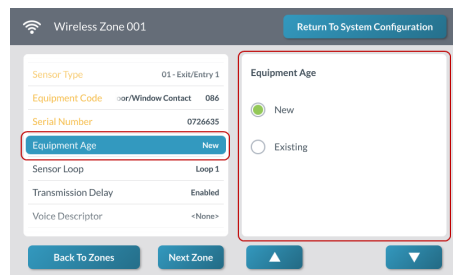 Wireless Zone 001
Return To System Configuration
Sensor Type 01 - Exit/Entry 1
Equipment Code or/Window Contact 086
Serial Number 0726635
Equipment Age New
Sensor Loop Loop 1
Transmission Delay Enabled
Voice Descriptor <None>
Equipment Age
New
Existing
Back To Zones
Next Zone